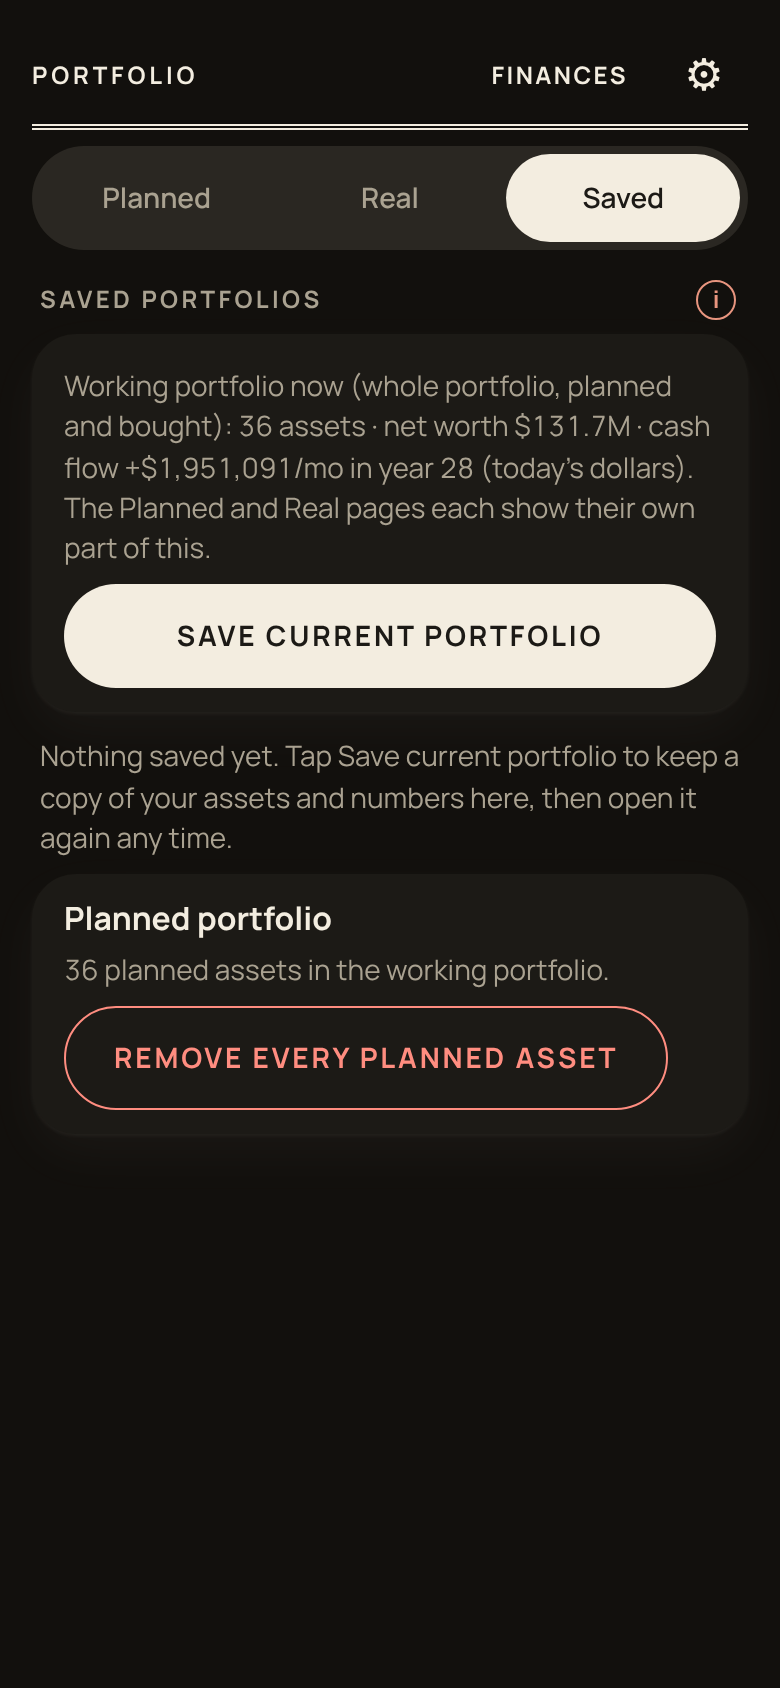 PORTFOLIO FINANCES
Planned Real Saved
SAVED PORTFOLIOS i
Working portfolio now (whole portfolio, planned
and bought): 36 assets · net worth $131.7M · cash
flow +$1,951,091/mo in year 28 (today’s dollars).
The Planned and Real pages each show their own
part of this.
SAVE CURRENT PORTFOLIO
Nothing saved yet. Tap Save current portfolio to keep a
copy of your assets and numbers here, then open it
again any time.
Planned portfolio
36 planned assets in the working portfolio.
REMOVE EVERY PLANNED ASSET